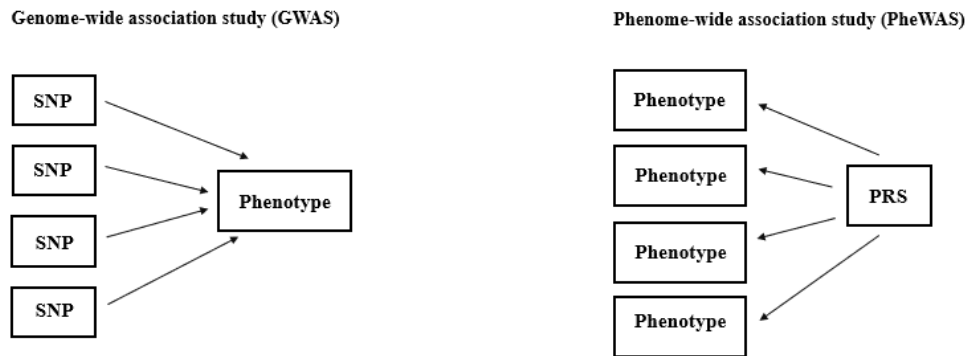 Genome-wide association study (GWAS)
SNP
SNP
SNP
SNP
Phenotype
Phenome-wide association study (PheWAS)
Phenotype
Phenotype
Phenotype
Phenotype
PRS